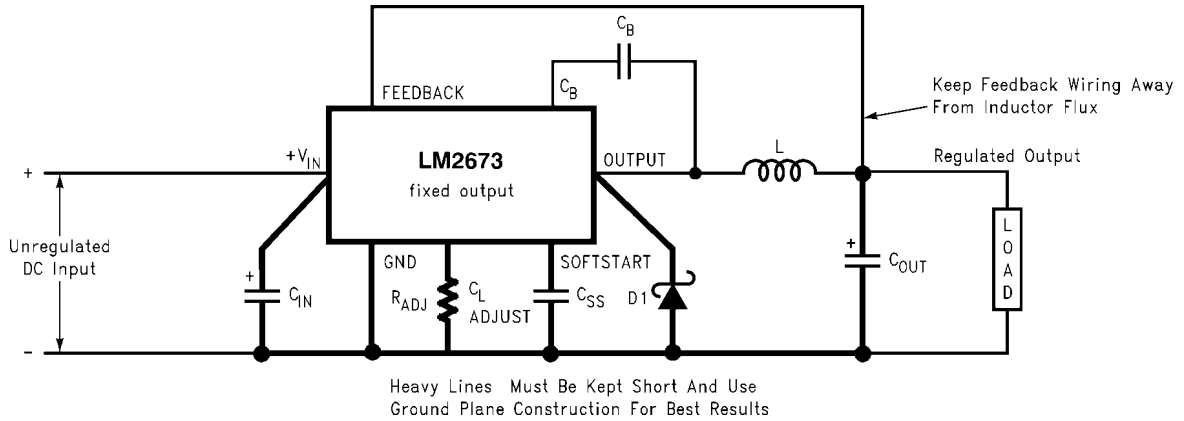 C_B
C_B
FEEDBACK
Keep Feedback Wiring Away
From Inductor Flux
+V_IN
LM2673
fixed output
OUTPUT
L
Regulated Output
+
Unregulated
DC Input
-
+
C_IN
GND
R_ADJ
C_L
ADJUST
SOFTSTART
C_SS
D1
+
C_OUT
LOAD
Heavy Lines Must Be Kept Short And Use
Ground Plane Construction For Best Results